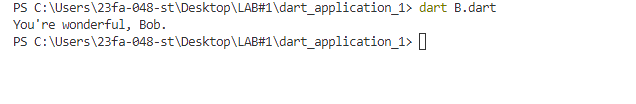 PS C:\Users\23fa-048-st\Desktop\LAB#1\dart_application_1> dart B.dart
You're wonderful, Bob.
PS C:\Users\23fa-048-st\Desktop\LAB#1\dart_application_1>